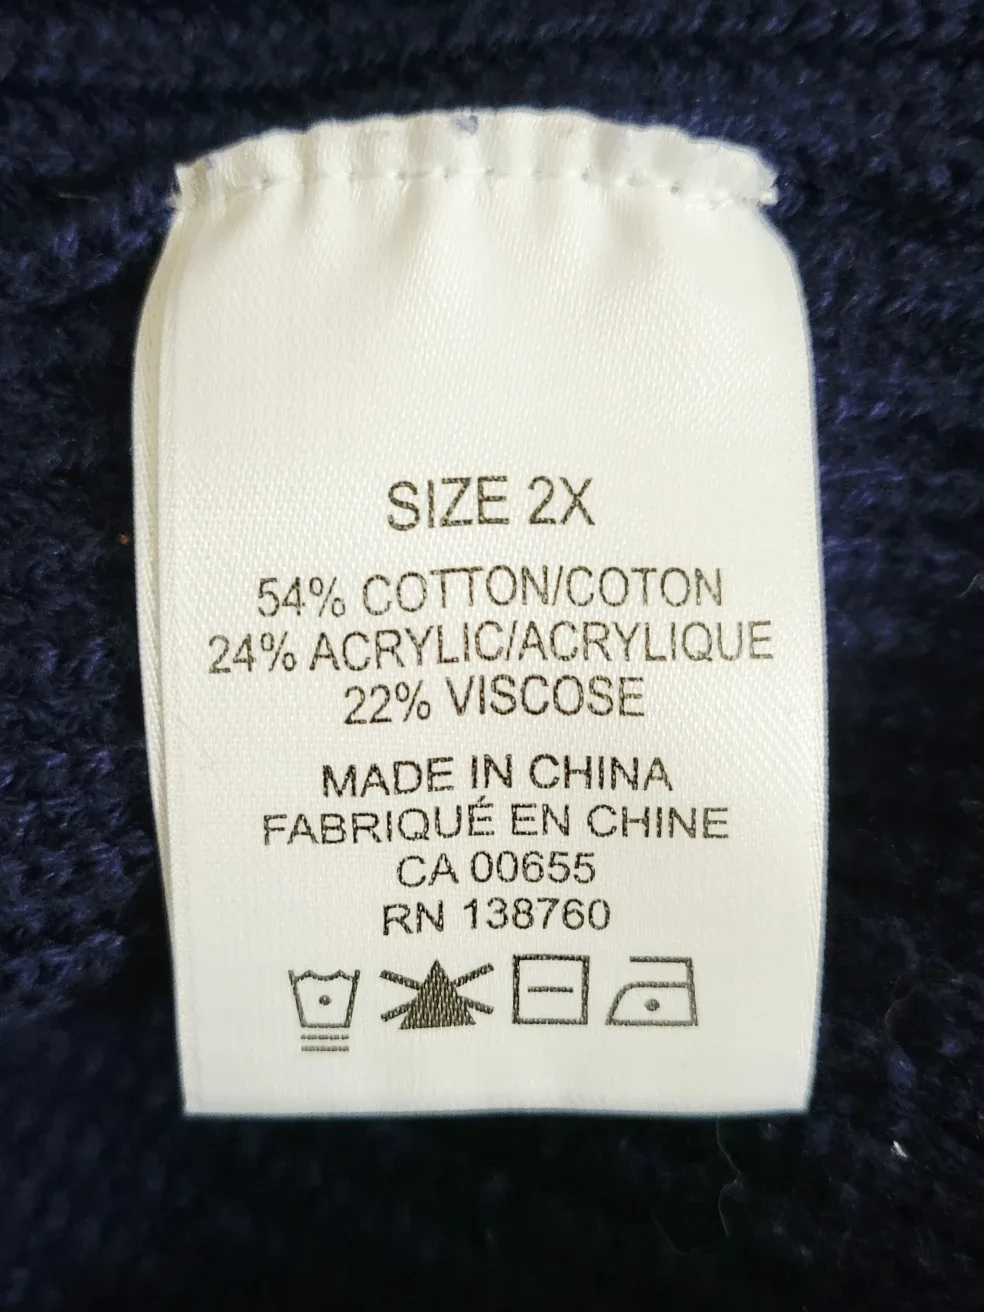 SIZE 2X
54% COTTON/COTON
24% ACRYLIC/ACRYLIQUE
22% VISCOSE
MADE IN CHINA
FABRIQUÉ EN CHINE
CA 00655
RN 138760